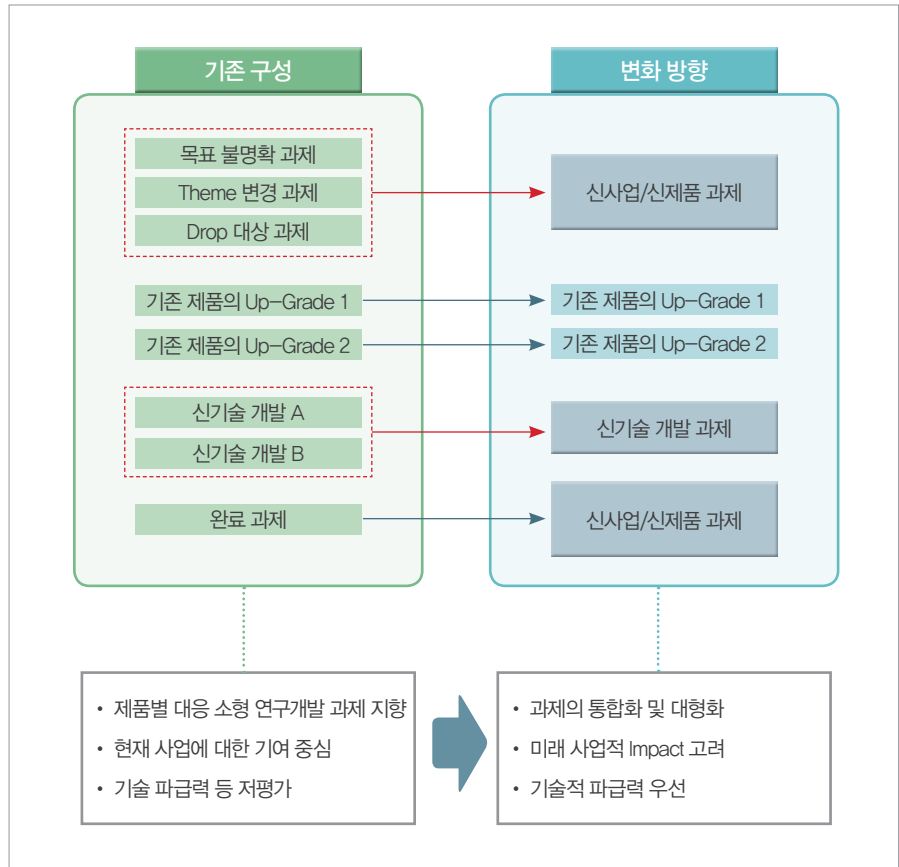 기존 구성
목표 불명확 과제
Theme 변경 과제
Drop 대상 과제
기존 제품의 Up-Grade 1
기존 제품의 Up-Grade 2
신기술 개발 A
신기술 개발 B
완료 과제
변화 방향
신사업/신제품 과제
기존 제품의 Up-Grade 1
기존 제품의 Up-Grade 2
신기술 개발 과제
신사업/신제품 과제
• 제품별 대응 소형 연구개발 과제 지향
• 현재 사업에 대한 기여 중심
• 기술 파급력 등 저평가
• 과제의 통합화 및 대형화
• 미래 사업적 Impact 고려
• 기술적 파급력 우선